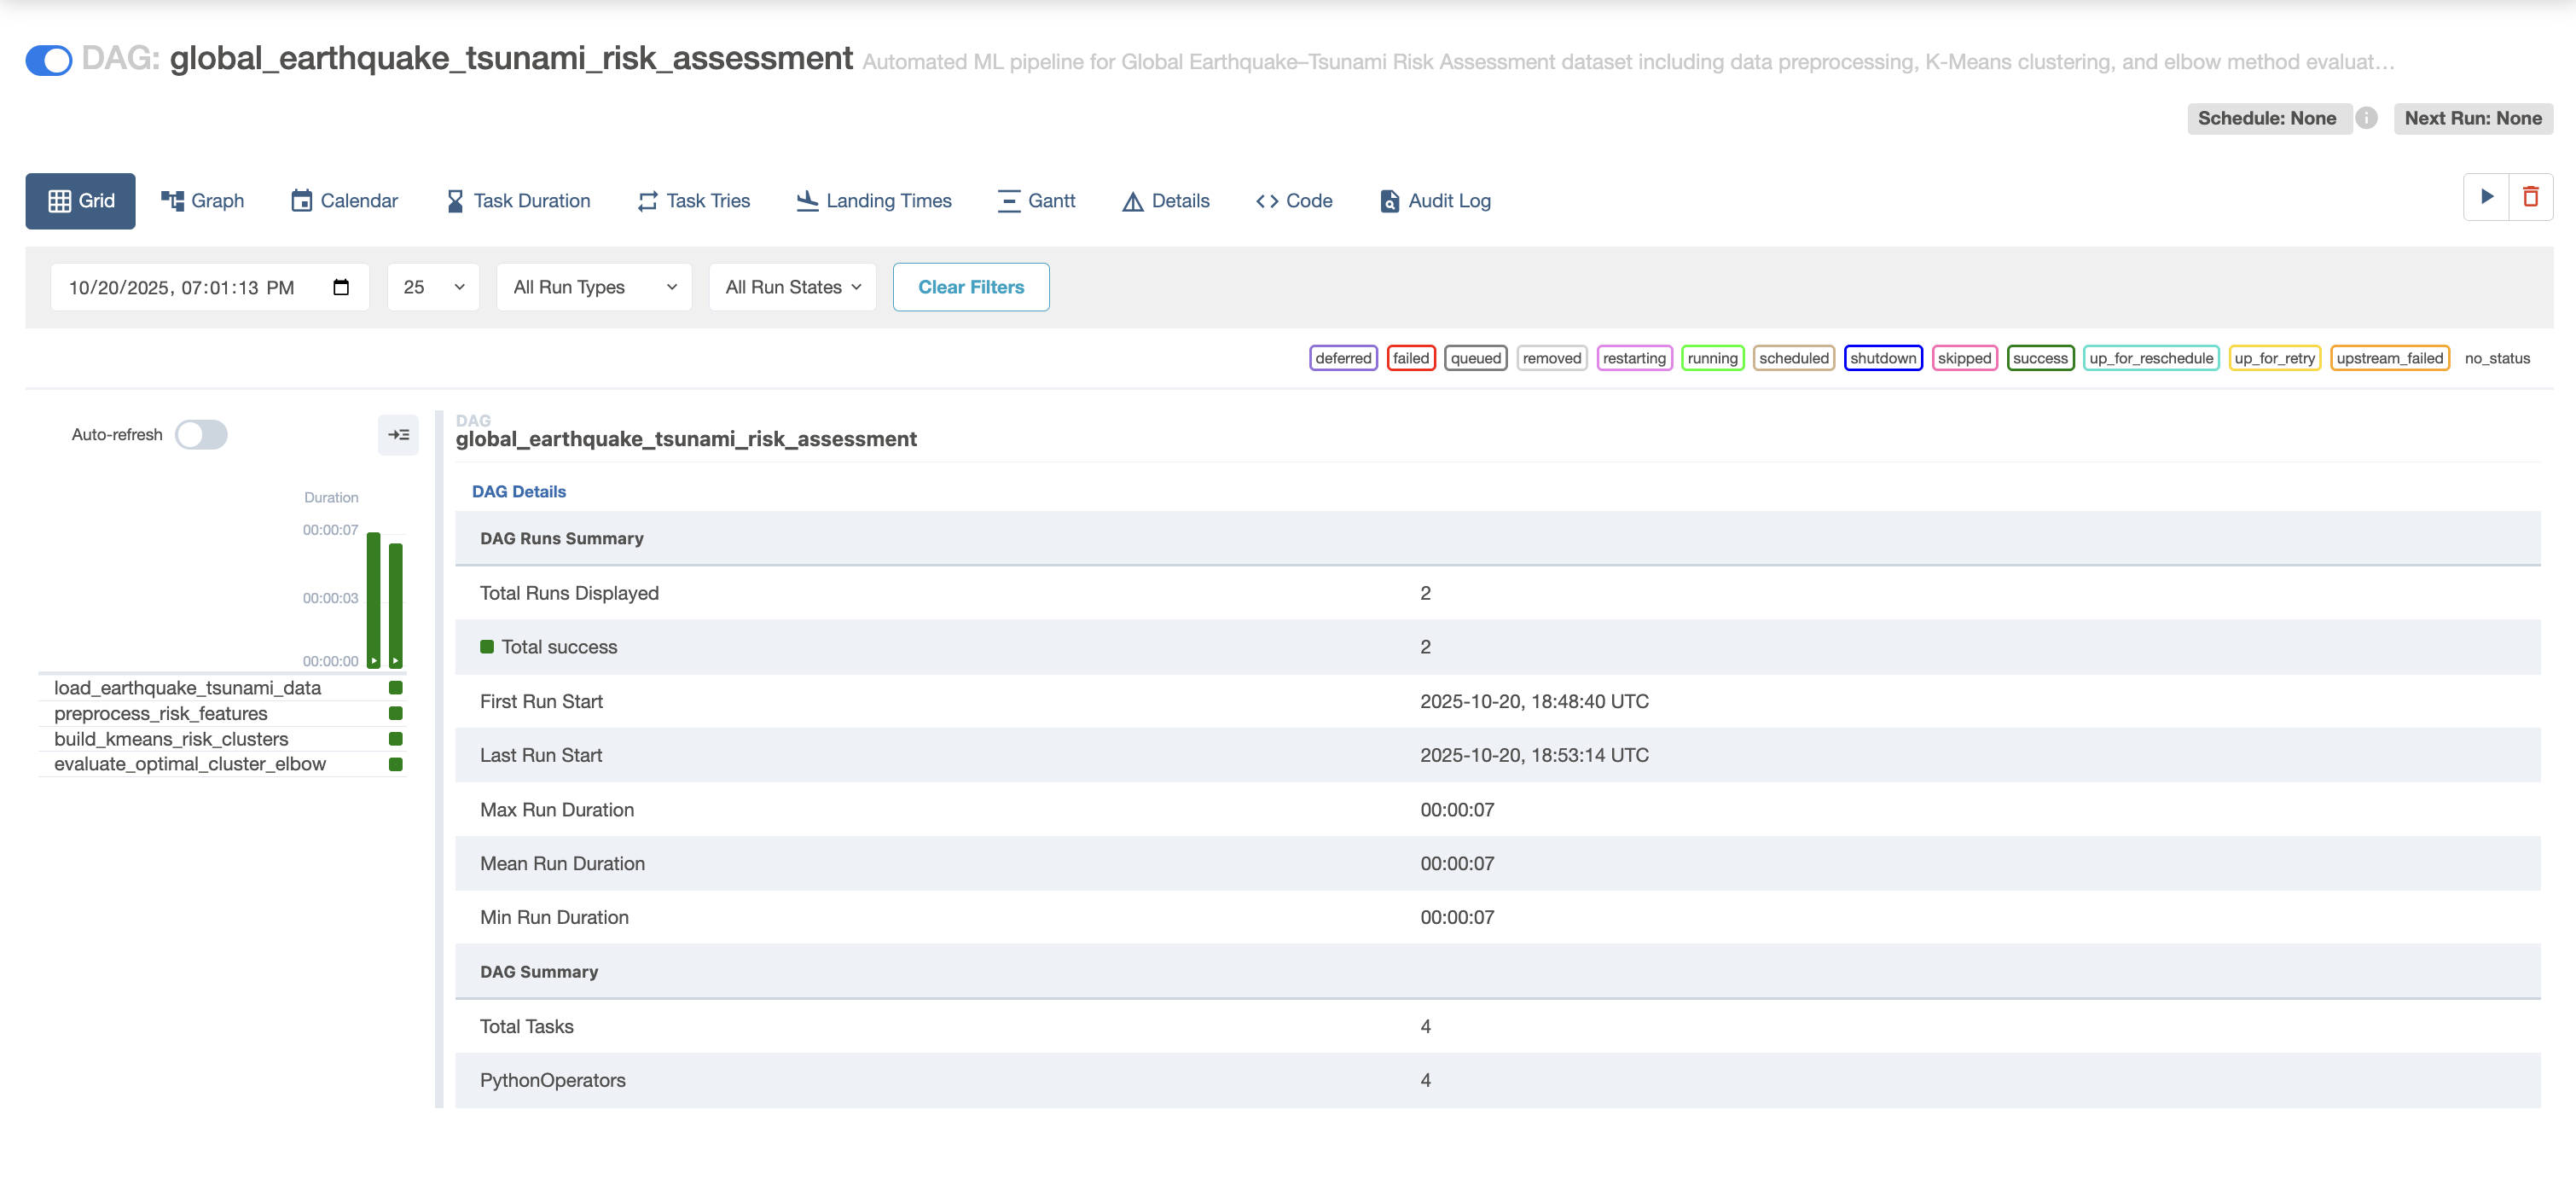 DAG: global_earthquake_tsunami_risk_assessment Automated ML pipeline for Global Earthquake–Tsunami Risk Assessment dataset including data preprocessing, K-Means clustering, and elbow method evaluat…
Schedule: None i Next Run: None
Grid Graph Calendar Task Duration Task Tries Landing Times Gantt Details Code Audit Log
10/20/2025, 07:01:13 PM 25 All Run Types All Run States Clear Filters
deferred failed queued removed restarting running scheduled shutdown skipped success up_for_reschedule up_for_retry upstream_failed no_status
Auto-refresh
Duration
00:00:07
00:00:03
00:00:00
load_earthquake_tsunami_data
preprocess_risk_features
build_kmeans_risk_clusters
evaluate_optimal_cluster_elbow
DAG
global_earthquake_tsunami_risk_assessment
DAG Details
DAG Runs Summary
Total Runs Displayed 2
Total success 2
First Run Start 2025-10-20, 18:48:40 UTC
Last Run Start 2025-10-20, 18:53:14 UTC
Max Run Duration 00:00:07
Mean Run Duration 00:00:07
Min Run Duration 00:00:07
DAG Summary
Total Tasks 4
PythonOperators 4